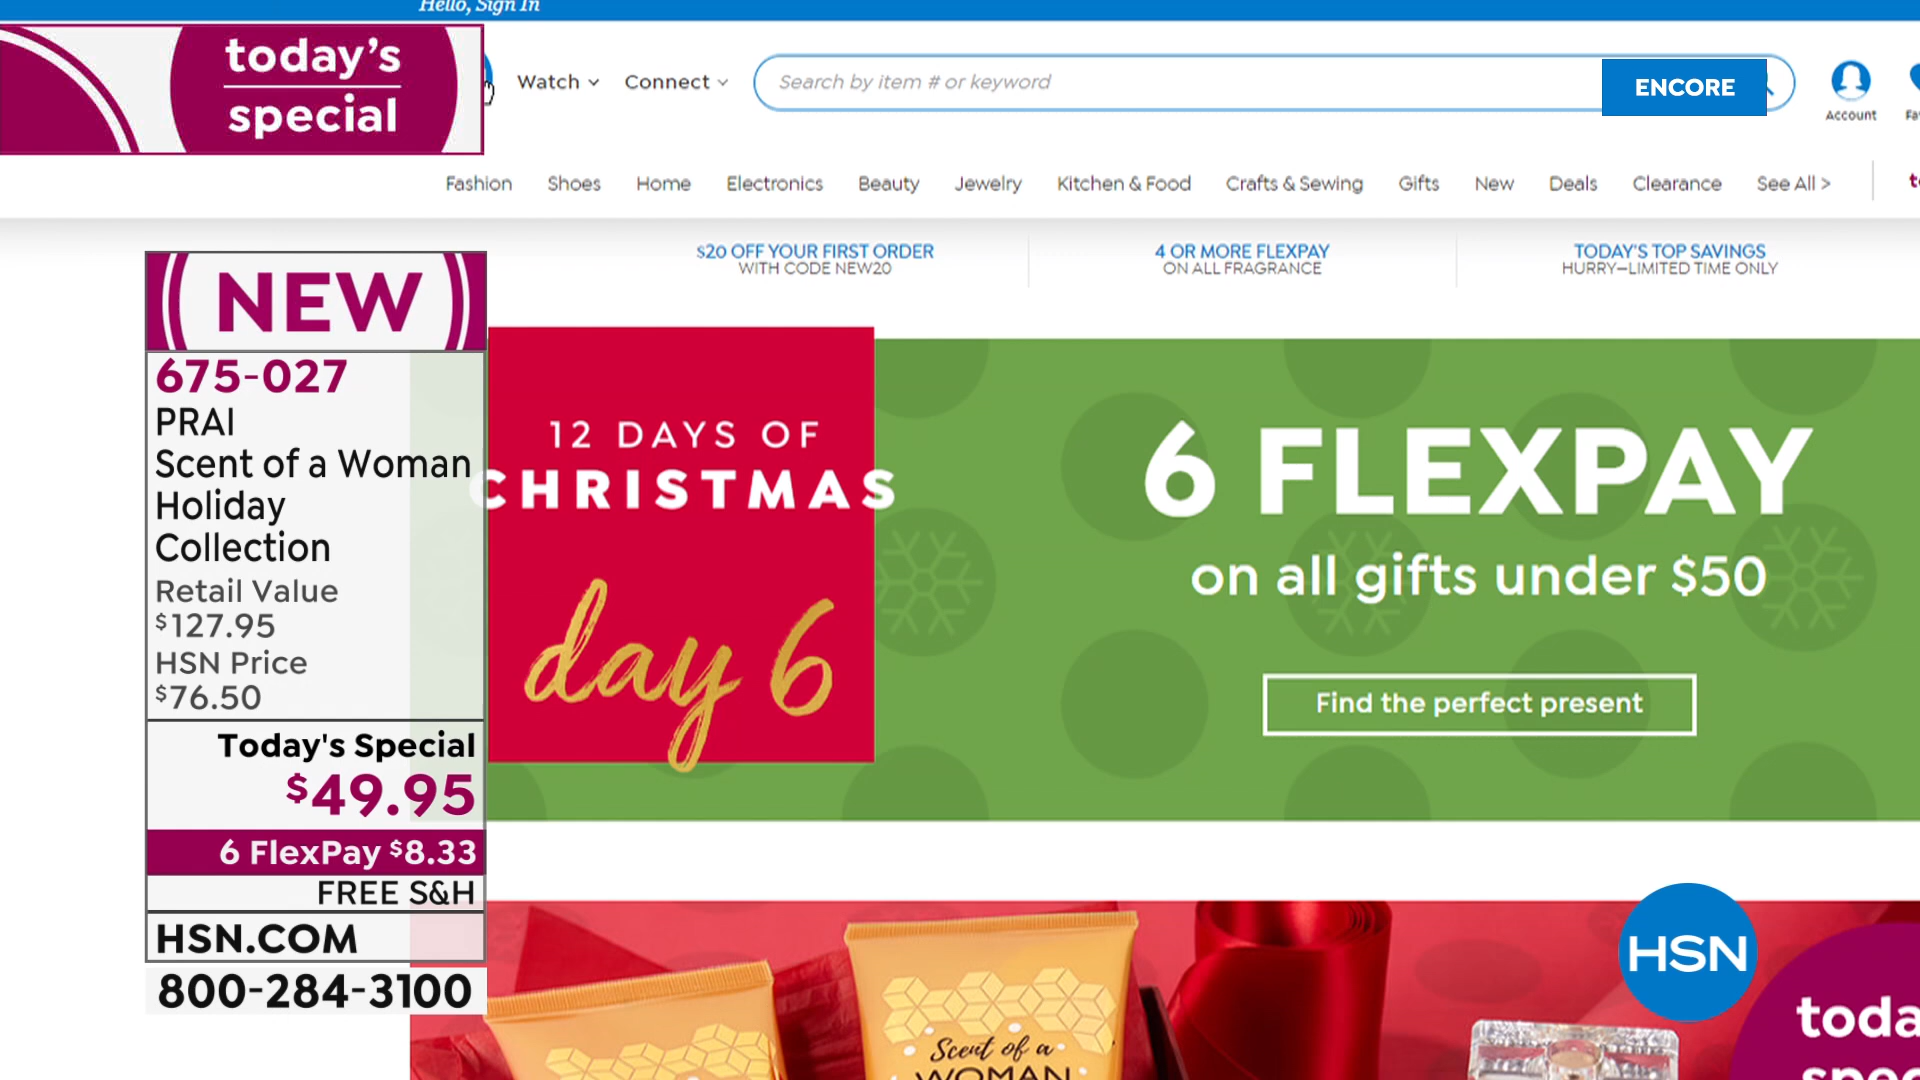 Hello, Sign In
today's
special
Watch
Connect
Search by item # or keyword
ENCORE
Account
Fashion
Shoes
Home
Electronics
Beauty
Jewelry
Kitchen & Food
Crafts & Sewing
Gifts
New
Deals
Clearance
See All >
$20 OFF YOUR FIRST ORDER
WITH CODE NEW20
4 OR MORE FLEXPAY
ON ALL FRAGRANCE
TODAY'S TOP SAVINGS
HURRY—LIMITED TIME ONLY
NEW
675-027
PRAI
Scent of a Woman
Holiday
Collection
Retail Value
$127.95
HSN Price
$76.50
Today's Special
$49.95
6 FlexPay $8.33
FREE S&H
HSN.COM
800-284-3100
12 DAYS OF
CHRISTMAS
day 6
6 FLEXPAY
on all gifts under $50
Find the perfect present
Scent of a
WOMAN
HSN